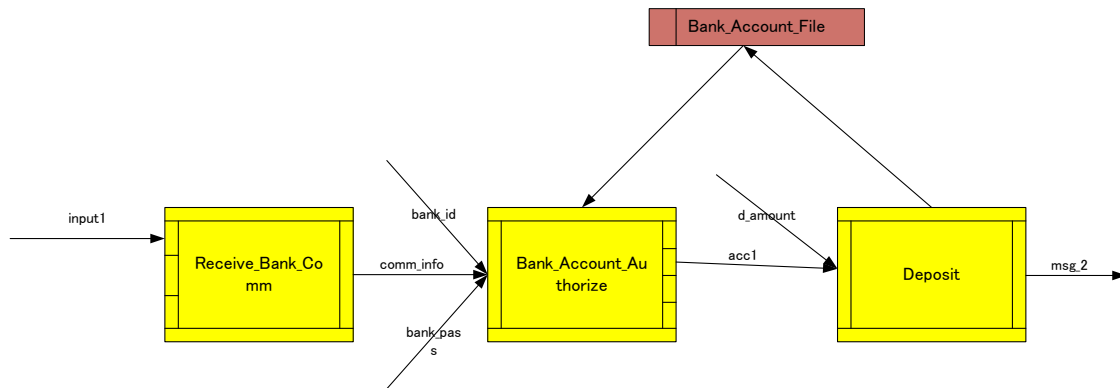 Bank_Account_File
input1
bank_id
d_amount
Receive_Bank_Co
mm
comm_info
Bank_Account_Au
thorize
acc1
Deposit
msg_2
bank_pas
s